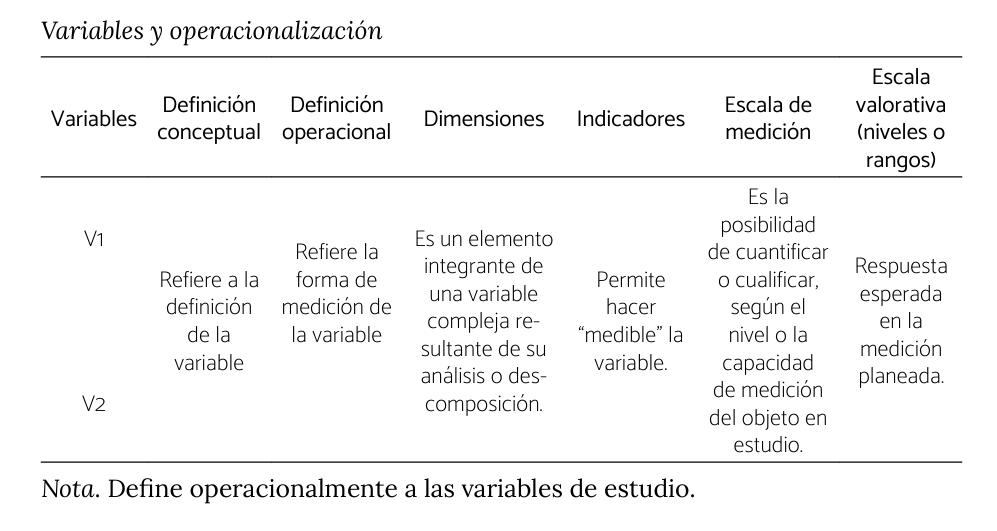 Variables y operacionalización
Variables
Definición
conceptual
Definición
operacional
Dimensiones
Indicadores
Escala de
medición
Escala
valorativa
(niveles o
rangos)
V1
V2
Refiere a la
definición
de la
variable
Refiere la
forma de
medición de
la variable
Es un elemento
integrante de
una variable
compleja re-
sultante de su
análisis o des-
composición.
Permite
hacer
“medible” la
variable.
Es la
posibilidad
de cuantificar
o cualificar,
según el
nivel o la
capacidad
de medición
del objeto en
estudio.
Respuesta
esperada
en la
medición
planeada.
Nota. Define operacionalmente a las variables de estudio.